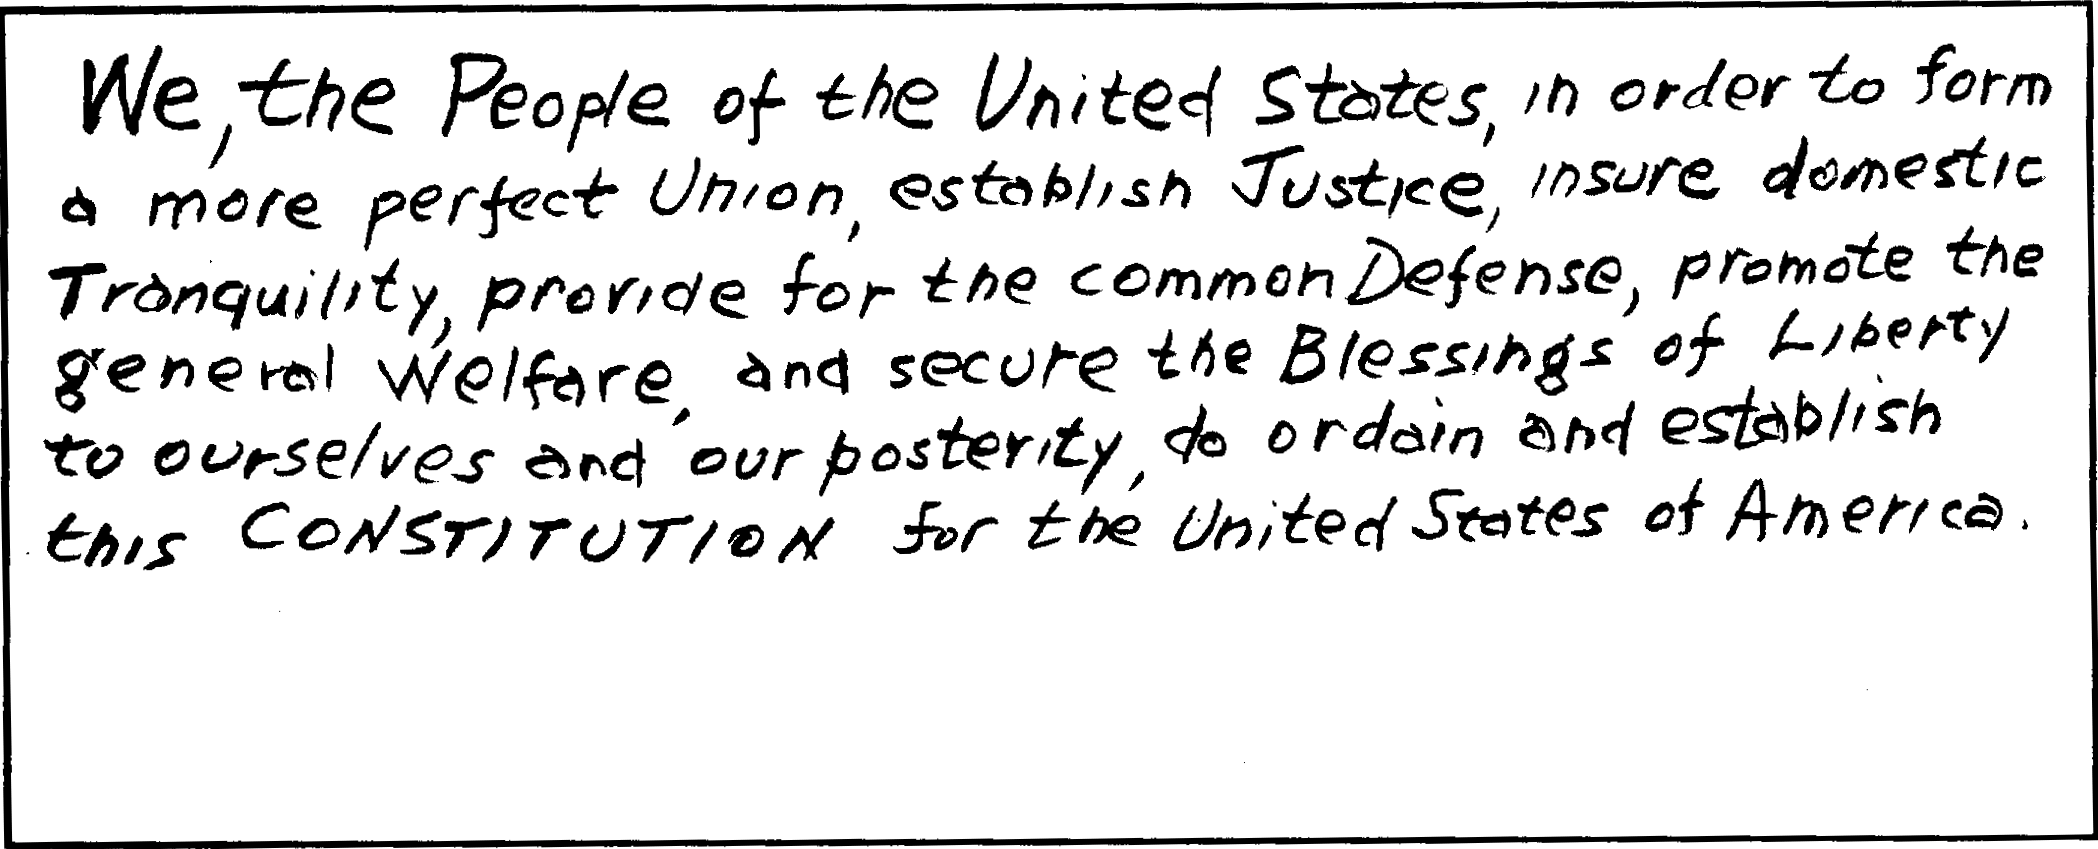 We, the People of the United States, in order to form
a more perfect Union, establish Justice, insure domestic
Tranquility, provide for the common Defense, promote the
general Welfare, and secure the Blessings of Liberty
to ourselves and our posterity, do ordain and establish
this CONSTITUTION for the United States of America.